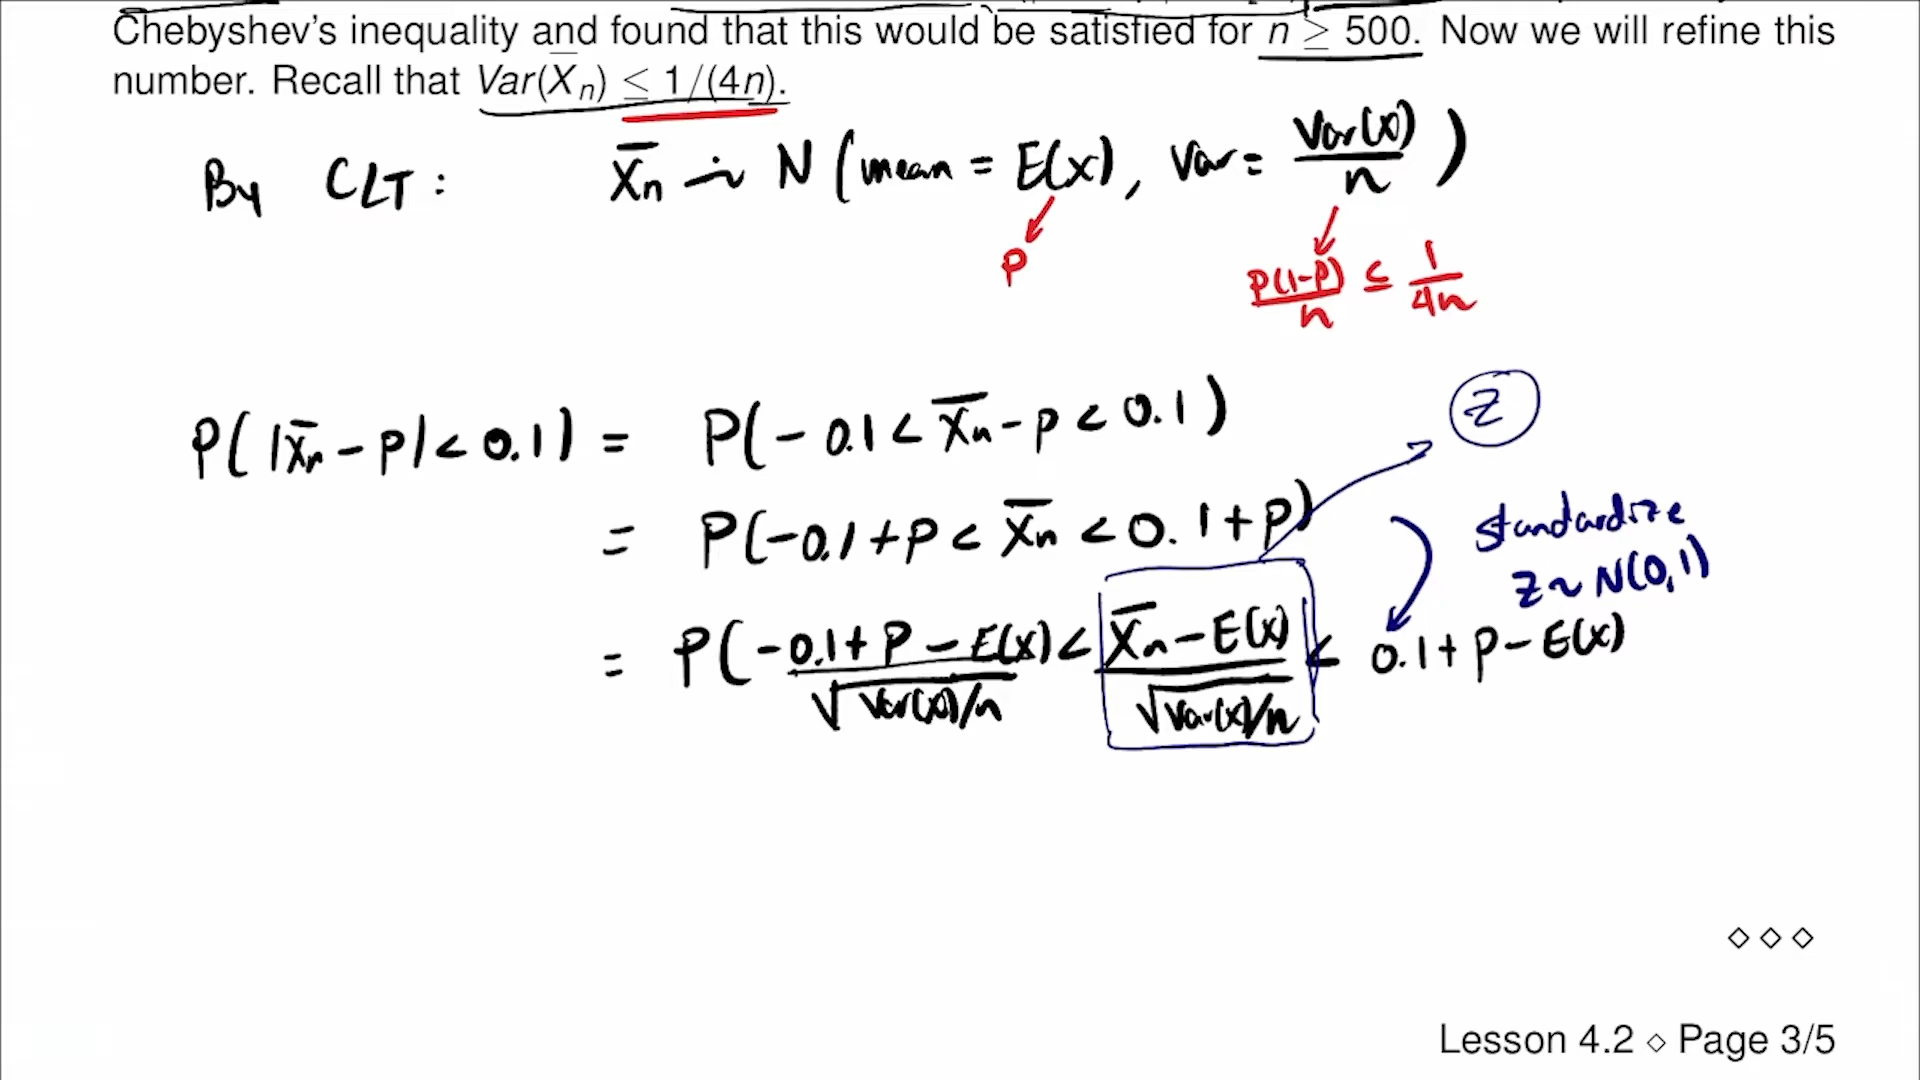 Chebyshev's inequality and found that this would be satisfied for n ≥ 500. Now we will refine this
number. Recall that Var(X̄n) ≤ 1/(4n).
By CLT: X̄n ∼̇ N (mean = E(X), Var = Var(X)/n)
p
p(1-p)/n ≤ 1/4n
Z
P(|X̄n - p| < 0.1) = P(-0.1 < X̄n - p < 0.1)
= P(-0.1 + p < X̄n < 0.1 + p)
standardize
Z ~ N(0,1)
= P(-0.1 + p - E(X)/√Var(X)/n < X̄n - E(X)/√Var(X)/n < 0.1 + p - E(X)
◇ ◇ ◇
Lesson 4.2 ◇ Page 3/5